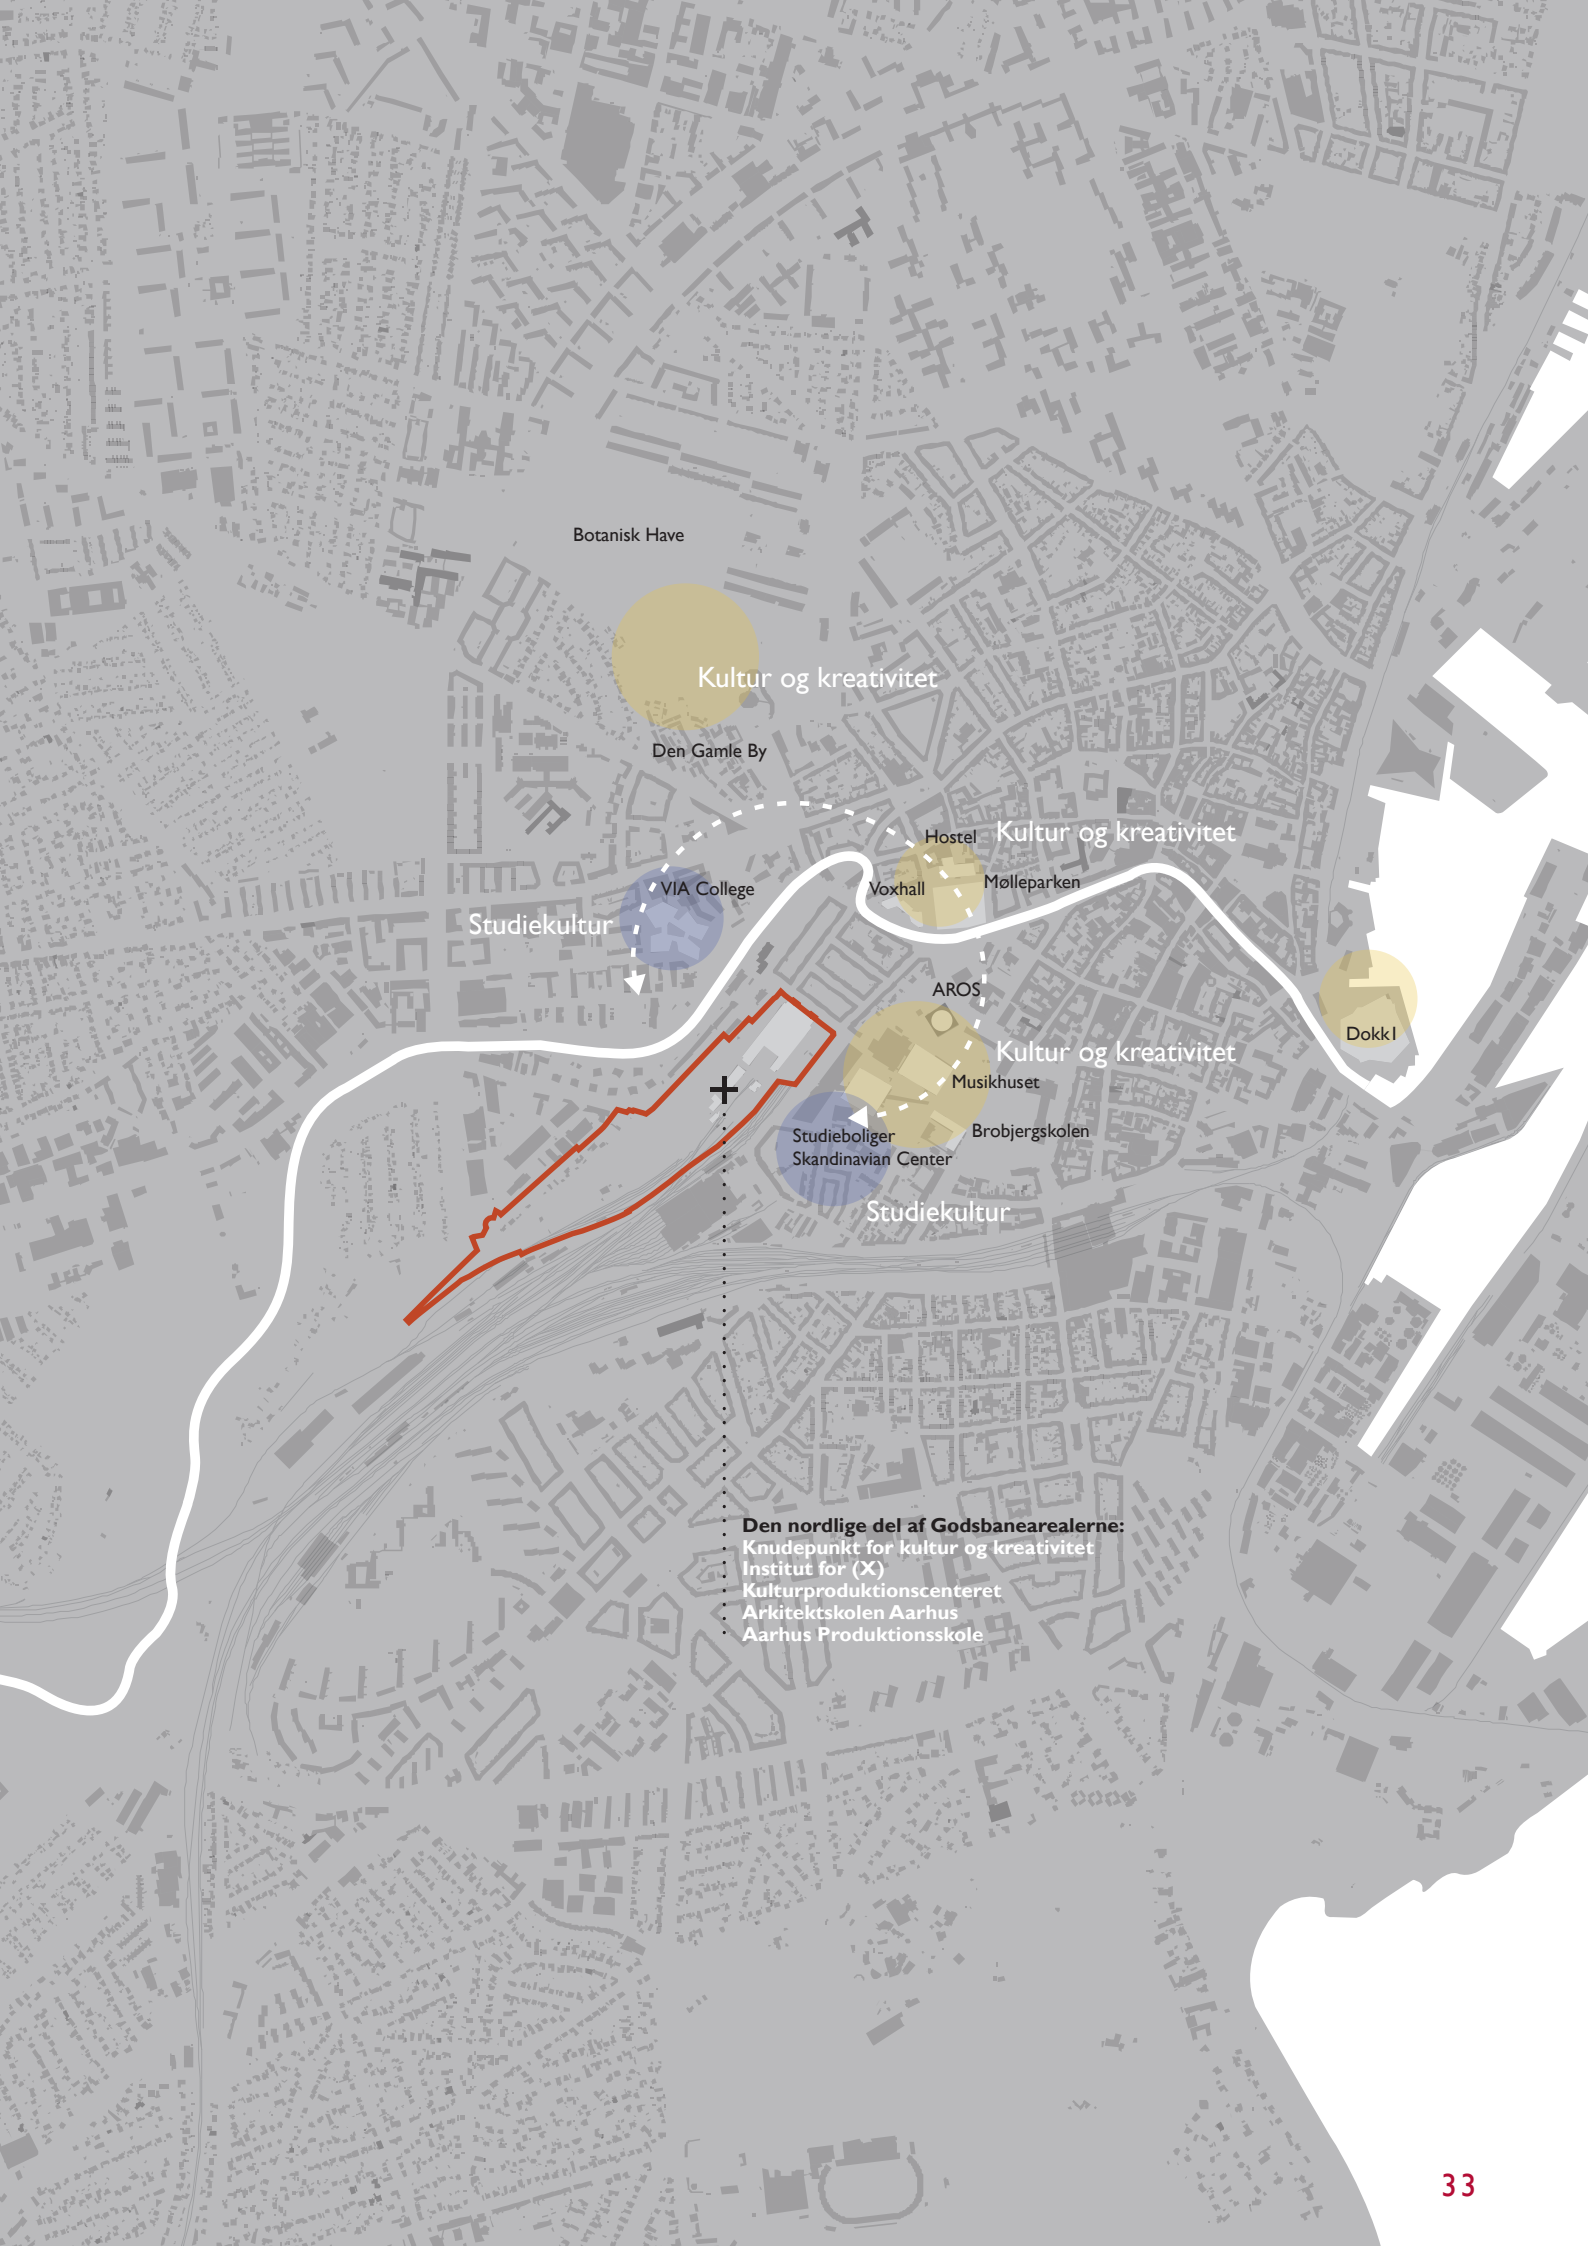 Botanisk Have
Kultur og kreativitet
Den Gamle By
Hostel
Kultur og kreativitet
VIA College
Voxhall
Mølleparken
Studiekultur
AROS
Dokk1
Kultur og kreativitet
Musikhuset
Brobjergskolen
Studieboliger
Skandinavian Center
Studiekultur
Den nordlige del af Godsbanearealerne:
Knudepunkt for kultur og kreativitet
Institut for (X)
Kulturproduktionscenteret
Arkitektskolen Aarhus
Aarhus Produktionsskole
33